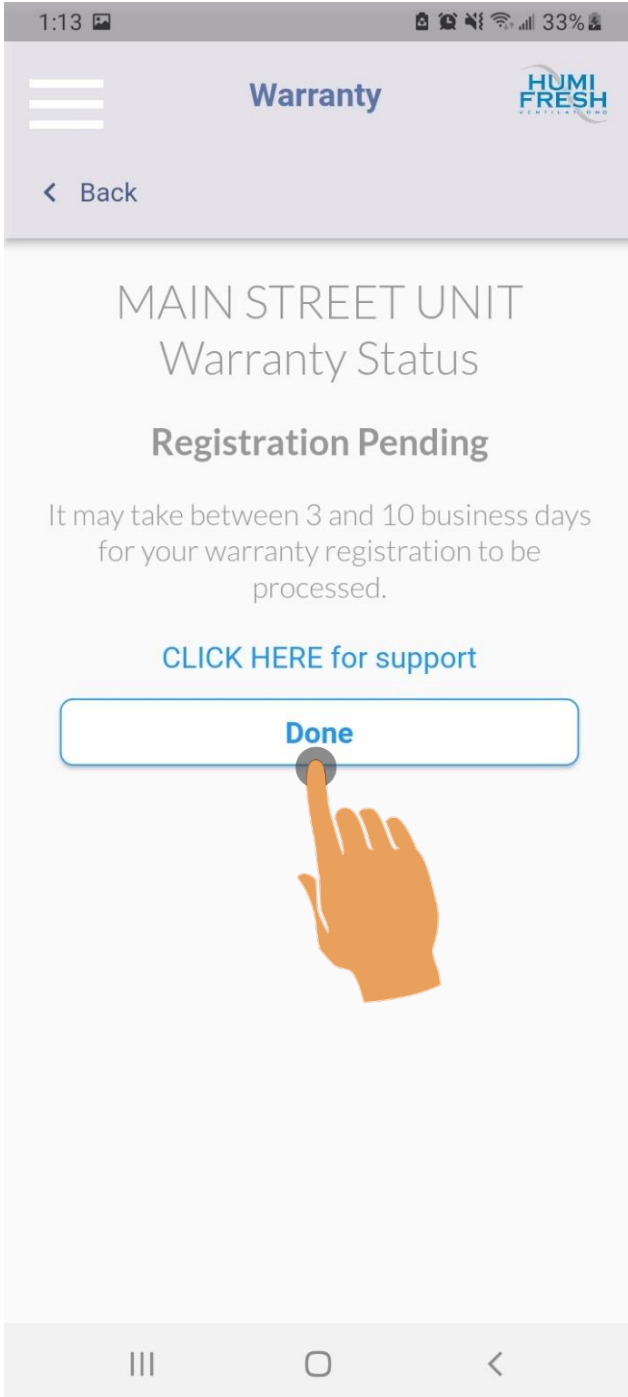 1:13
33%
Warranty
HUMI
FRESH
VENTILATIONS
Back
MAIN STREET UNIT
Warranty Status
Registration Pending
It may take between 3 and 10 business days
for your warranty registration to be
processed.
CLICK HERE for support
Done